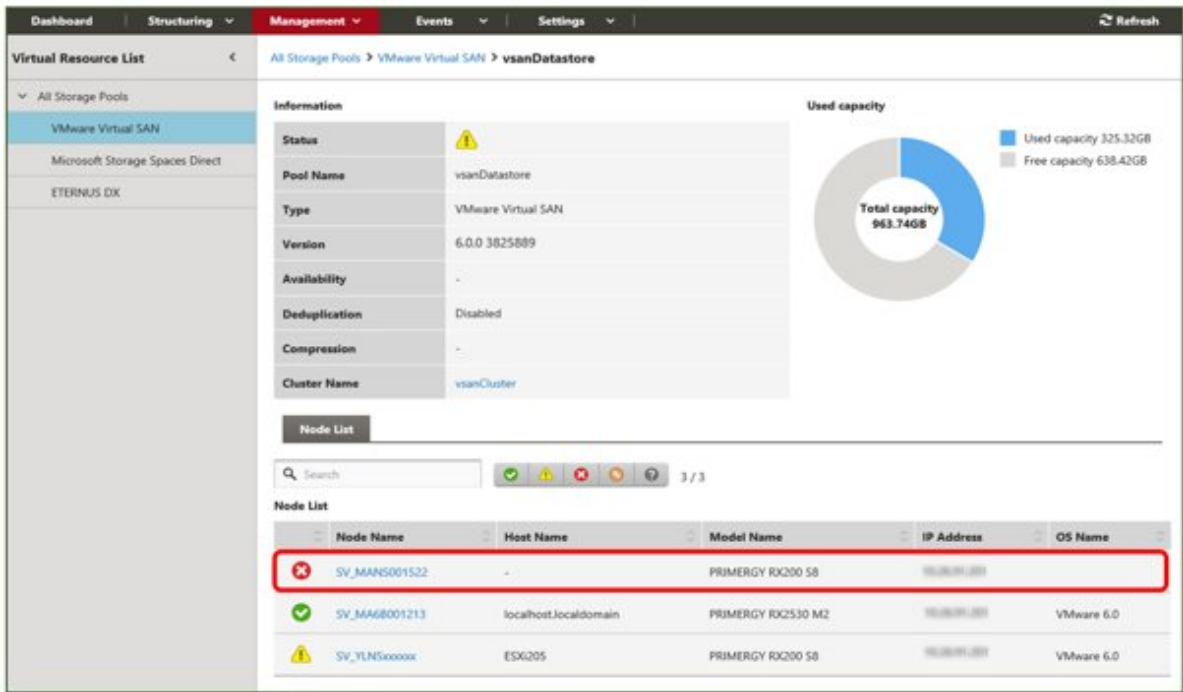 Dashboard Structuring Management Events Settings Refresh
Virtual Resource List
All Storage Pools > VMware Virtual SAN > vsanDatastore
All Storage Pools
VMware Virtual SAN
Microsoft Storage Spaces Direct
ETERNUS DX
Information
Status
Pool Name vsanDatastore
Type VMware Virtual SAN
Version 6.0.0 3825889
Availability -
Deduplication Disabled
Compression -
Cluster Name vsanCluster
Used capacity
Total capacity
963.74GB
Used capacity 325.32GB
Free capacity 638.42GB
Node List
Search 3 / 3
Node List
Node Name Host Name Model Name IP Address OS Name
SV_MANS001522 - PRIMERGY RX200 S8
SV_MA6B001213 localhost.localdomain PRIMERGY RX2530 M2 VMware 6.0
SV_YLNSxxxxxx ESXi205 PRIMERGY RX200 S8 VMware 6.0